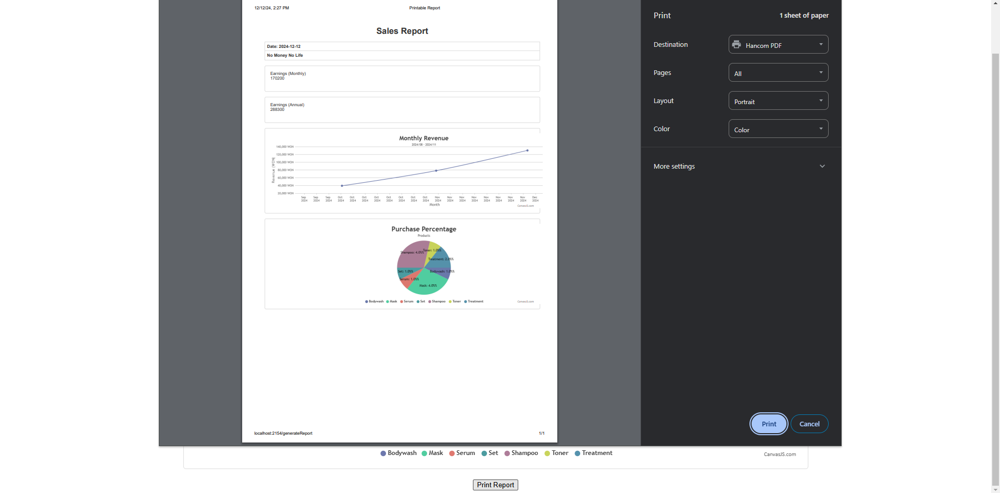 12/12/24, 2:27 PM Printable Report
Sales Report
Date: 2024-12-12
No Money No Life
Earnings (Monthly)
170200
Earnings (Annual)
288300
Monthly Revenue
2024/08 - 2024/11
Revenue (WON)
140,000 WON
120,000 WON
100,000 WON
80,000 WON
60,000 WON
40,000 WON
20,000 WON
Sep Sep Sep Oct Oct Oct Oct Oct Oct Oct Oct Nov Nov Nov Nov Nov Nov Nov Nov Dec
2024 2024 2024 2024 2024 2024 2024 2024 2024 2024 2024 2024 2024 2024 2024 2024 2024 2024 2024 2024
Month
CanvasJS.com
Purchase Percentage
Products
Shampoo: 4.0%% Toner: 1.0%%
Treatment: 2.0%%
Set: 1.0%% Bodywash: 1.0%%
Serum: 1.0%%
Mask: 4.0%%
Bodywash Mask Serum Set Shampoo Toner Treatment CanvasJS.com
localhost:2154/generateReport 1/1
Print 1 sheet of paper
Destination Hancom PDF
Pages All
Layout Portrait
Color Color
More settings
Print Cancel
Bodywash Mask Serum Set Shampoo Toner Treatment CanvasJS.com
Print Report